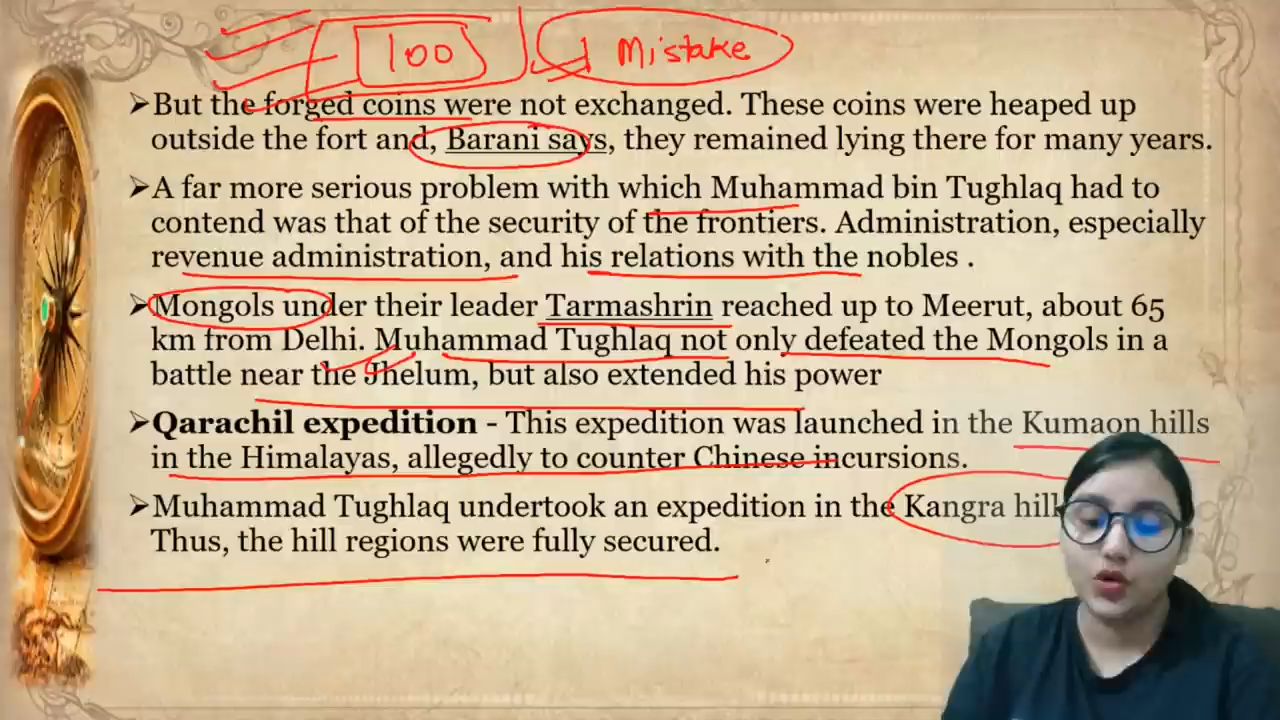 100 Mistake
➢But the forged coins were not exchanged. These coins were heaped up
outside the fort and, Barani says, they remained lying there for many years.
➢A far more serious problem with which Muhammad bin Tughlaq had to
contend was that of the security of the frontiers. Administration, especially
revenue administration, and his relations with the nobles .
➢Mongols under their leader Tarmashrin reached up to Meerut, about 65
km from Delhi. Muhammad Tughlaq not only defeated the Mongols in a
battle near the Jhelum, but also extended his power
➢Qarachil expedition - This expedition was launched in the Kumaon hills
in the Himalayas, allegedly to counter Chinese incursions.
➢Muhammad Tughlaq undertook an expedition in the Kangra hill
Thus, the hill regions were fully secured.